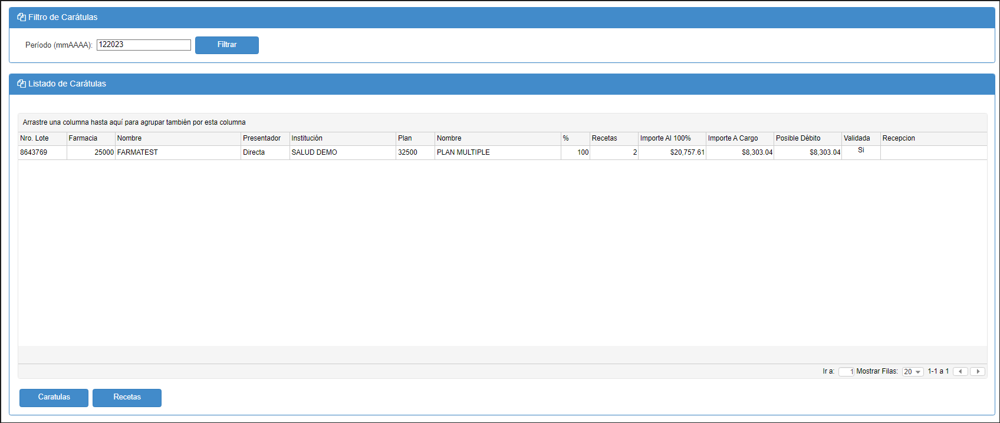 Filtro de Carátulas
Período (mmAAAA): 122023 Filtrar
Listado de Carátulas
Arrastre una columna hasta aquí para agrupar también por esta columna
Nro. Lote Farmacia Nombre Presentador Institución Plan Nombre % Recetas Importe Al 100% Importe A Cargo Posible Débito Validada Recepcion
8643769 25000 FARMATEST Directa SALUD DEMO 32500 PLAN MULTIPLE 100 2 $20,757.61 $8,303.04 $8,303.04 Si
Ir a: 1 Mostrar Filas: 20 1-1 a 1
Caratulas Recetas